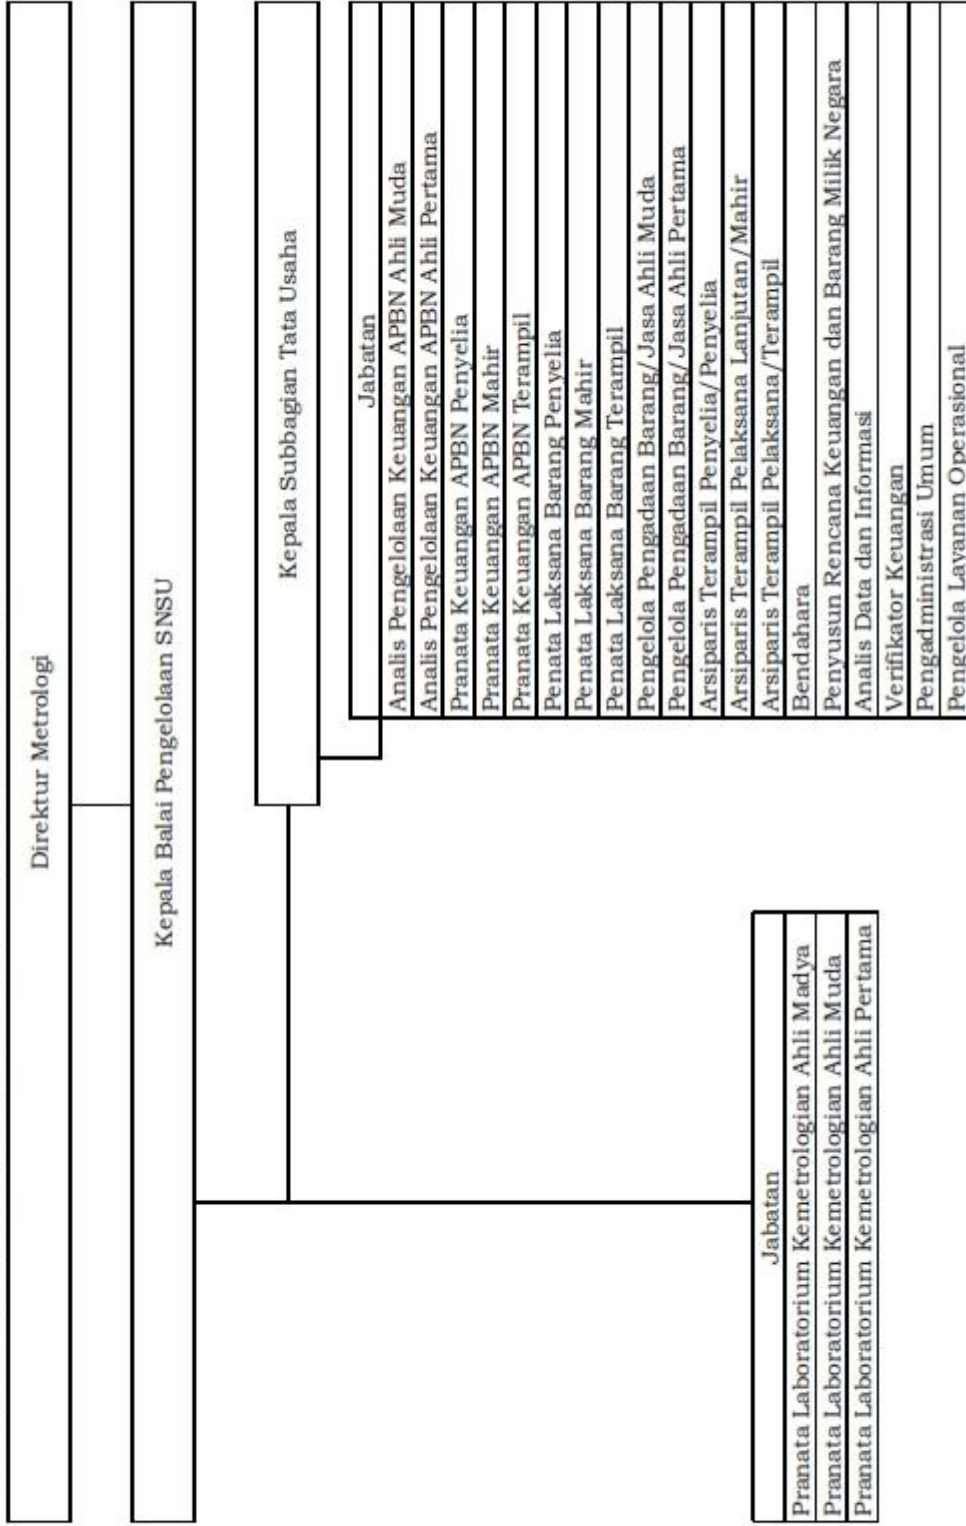 Direktur Metrologi
Kepala Balai Pengelolaan SNSU
Kepala Subbagian Tata Usaha
Jabatan
Analis Pengelolaan Keuangan APBN Ahli Muda
Analis Pengelolaan Keuangan APBN Ahli Pertama
Pranata Keuangan APBN Penyelia
Pranata Keuangan APBN Mahir
Pranata Keuangan APBN Terampil
Penata Laksana Barang Penyelia
Penata Laksana Barang Mahir
Penata Laksana Barang Terampil
Pengelola Pengadaan Barang/Jasa Ahli Muda
Pengelola Pengadaan Barang/Jasa Ahli Pertama
Arsiparis Terampil Penyelia/Penyelia
Arsiparis Terampil Pelaksana Lanjutan/Mahir
Arsiparis Terampil Pelaksana/Terampil
Bendahara
Penyusun Rencana Keuangan dan Barang Milik Negara
Analis Data dan Informasi
Verifikator Keuangan
Pengadministrasi Umum
Pengelola Layanan Operasional
Jabatan
Pranata Laboratorium Kemetrologian Ahli Madya
Pranata Laboratorium Kemetrologian Ahli Muda
Pranata Laboratorium Kemetrologian Ahli Pertama